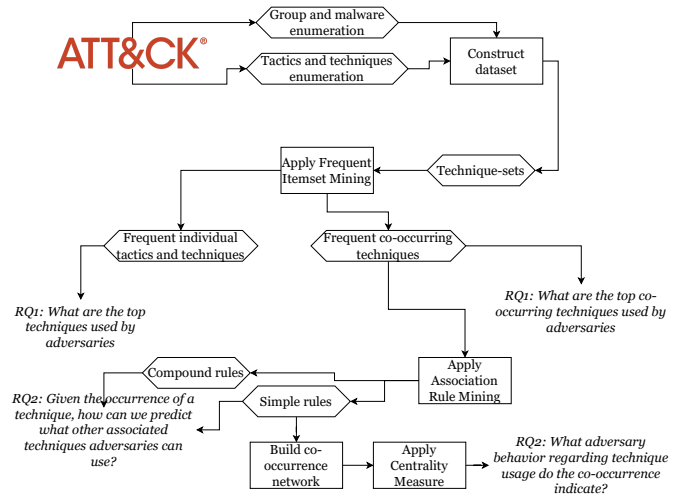 Group and malware
enumeration
ATT&CK®
Tactics and techniques
enumeration
Construct
dataset
Apply Frequent
Itemset Mining
Technique-sets
Frequent individual
tactics and techniques
Frequent co-occurring
techniques
RQ1: What are the top
techniques used by
adversaries
RQ1: What are the top co-
occurring techniques used by
adversaries
Apply
Association
Rule Mining
Compound rules
Simple rules
RQ2: Given the occurrence of a
technique, how can we predict
what other associated
techniques adversaries can
use?
Build co-
occurrence
network
Apply
Centrality
Measure
RQ2: What adversary
behavior regarding technique
usage do the co-occurrence
indicate?